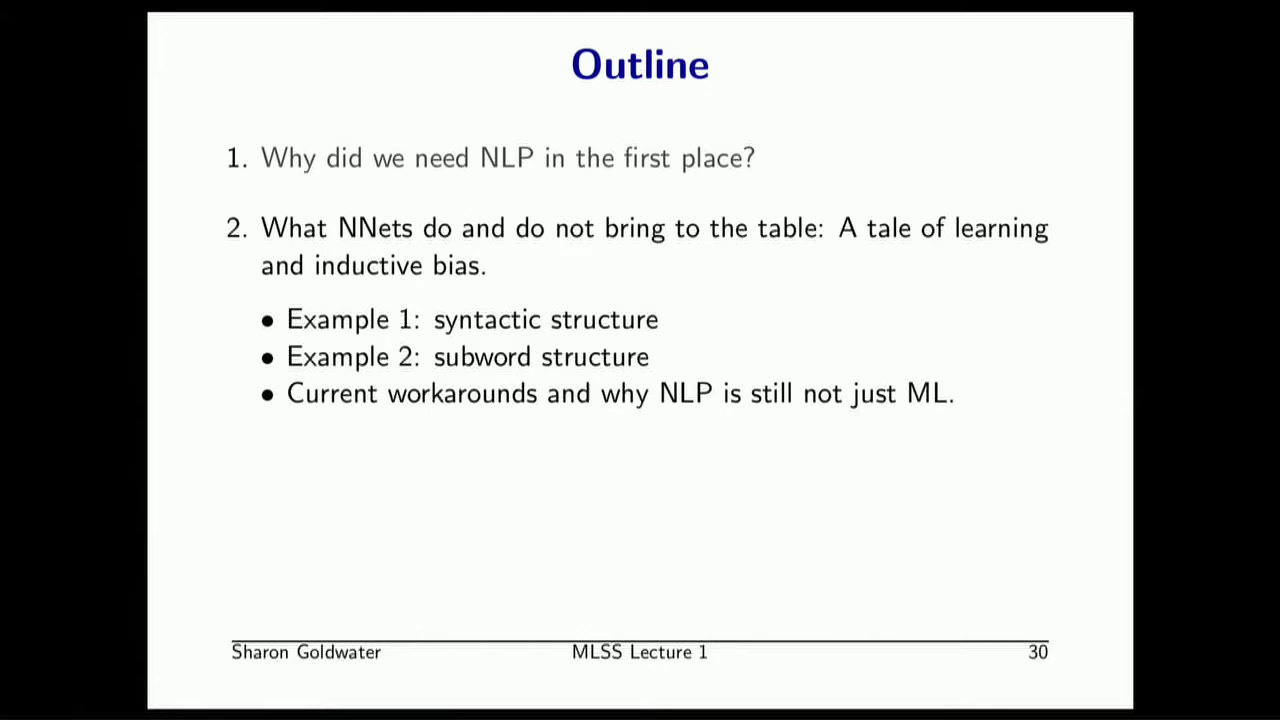 Outline
1. Why did we need NLP in the first place?
2. What NNets do and do not bring to the table: A tale of learning
and inductive bias.
• Example 1: syntactic structure
• Example 2: subword structure
• Current workarounds and why NLP is still not just ML.
Sharon Goldwater MLSS Lecture 1 30